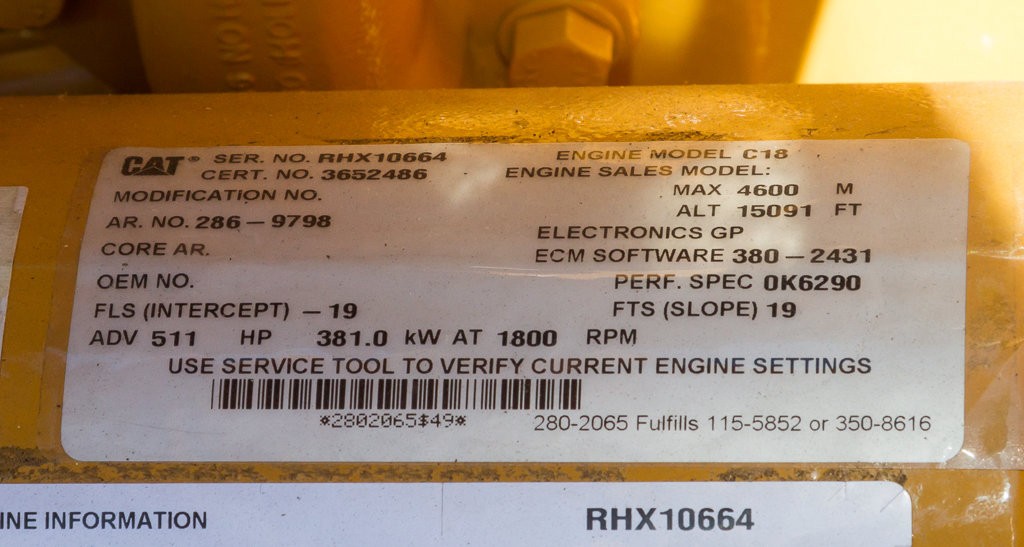 CAT® SER. NO. RHX10664 ENGINE MODEL C18
CERT. NO. 3652486 ENGINE SALES MODEL:
MODIFICATION NO. MAX 4600 M
AR. NO. 286-9798 ALT 15091 FT
CORE AR. ELECTRONICS GP
ECM SOFTWARE 380-2431
OEM NO. PERF. SPEC 0K6290
FLS (INTERCEPT) -19 FTS (SLOPE) 19
ADV 511 HP 381.0 kW AT 1800 RPM
USE SERVICE TOOL TO VERIFY CURRENT ENGINE SETTINGS
*2802065$49* 280-2065 Fulfills 115-5852 or 350-8616
INE INFORMATION RHX10664